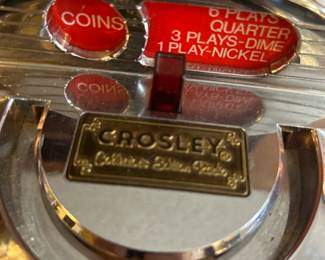 COINS
6 PLAYS
QUARTER
3 PLAYS-DIME
1 PLAY-NICKEL
COINS
CROSLEY®
Collector's Edition Radio